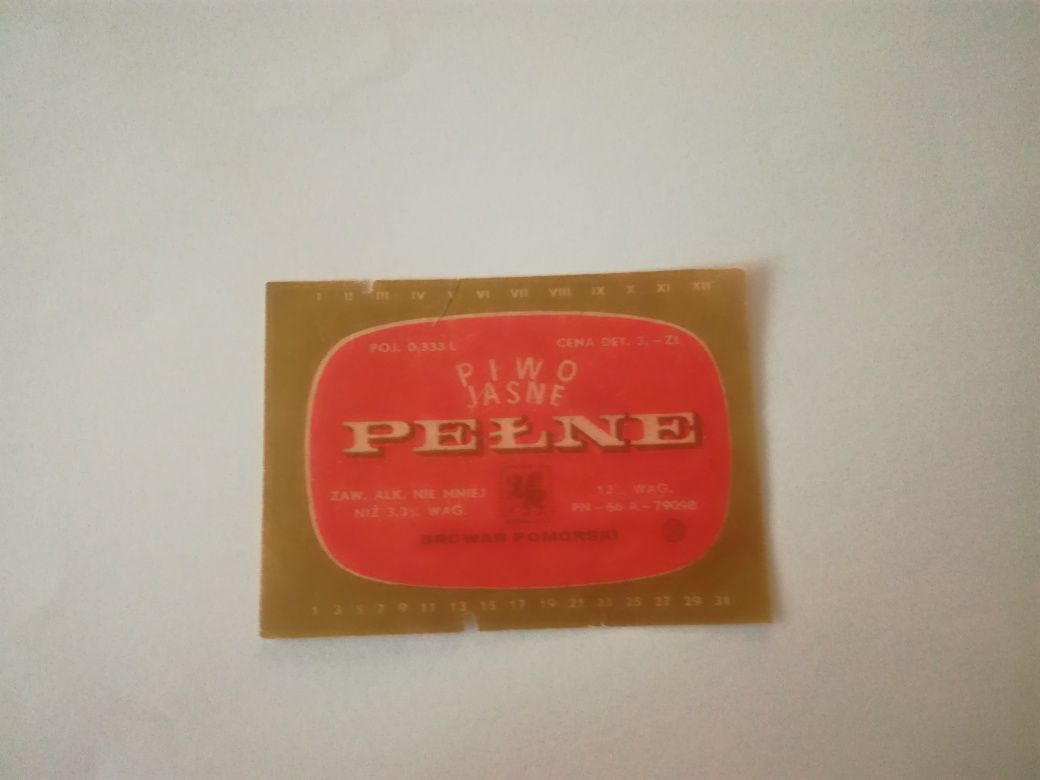 I II III IV V VI VII VIII IX X XI XII
POJ. 0,333 L CENA DET. 3,- ZŁ
PIWO
JASNE
PEŁNE
ZAW. ALK. NIE MNIEJ
NIŻ 3,3% WAG.
12% WAG.
PN-66 A-79098
BROWAR POMORSKI
1 3 5 7 9 11 13 15 17 19 21 23 25 27 29 31